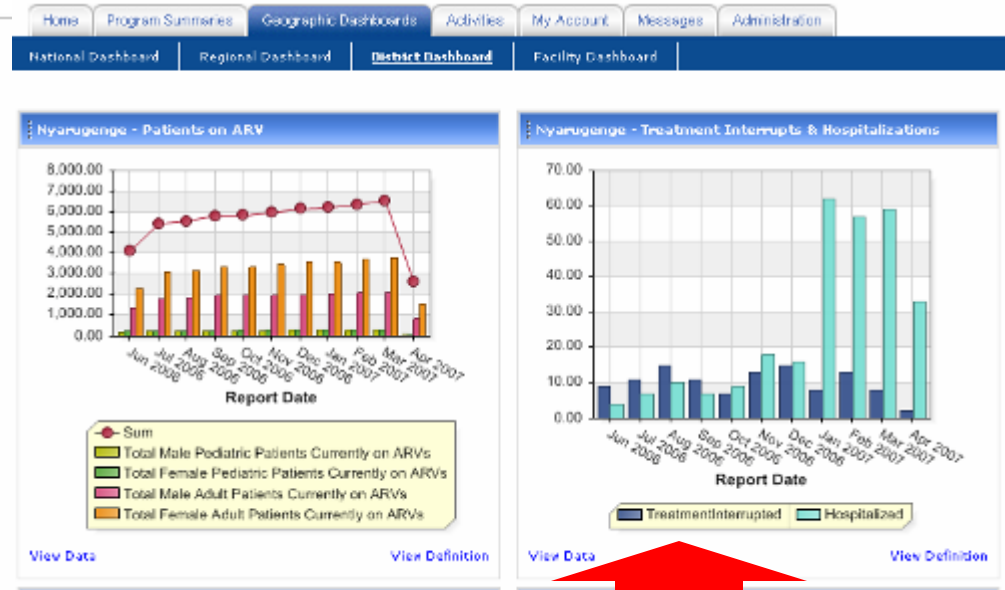 Home Program Summaries Geographic Dashboards Activities My Account Messages Administration
National Dashboard Regional Dashboard District Dashboard Facility Dashboard
Nyarugenge - Patients on ARV
8,000.00
7,000.00
6,000.00
5,000.00
4,000.00
3,000.00
2,000.00
1,000.00
0.00
Jun 2006 Jul 2006 Aug 2006 Sep 2006 Oct 2006 Nov 2006 Dec 2006 Jan 2007 Feb 2007 Mar 2007 Apr 2007
Report Date
Sum
Total Male Pediatric Patients Currently on ARVs
Total Female Pediatric Patients Currently on ARVs
Total Male Adult Patients Currently on ARVs
Total Female Adult Patients Currently on ARVs
View Data View Definition
Nyarugenge - Treatment Interrupts & Hospitalizations
70.00
60.00
50.00
40.00
30.00
20.00
10.00
0.00
Jun 2006 Jul 2006 Aug 2006 Sep 2006 Oct 2006 Nov 2006 Dec 2006 Jan 2007 Feb 2007 Mar 2007 Apr 2007
Report Date
TreatmentInterrupted Hospitalized
View Data View Definition